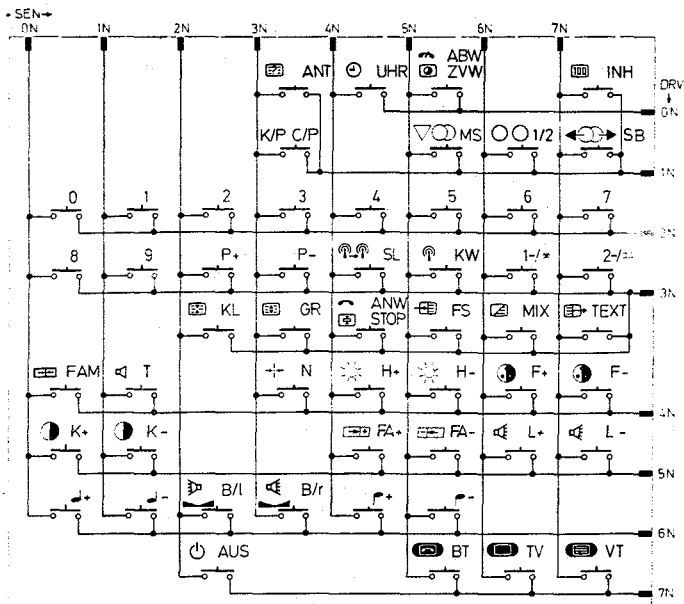 SEN→
0N 1N 2N 3N 4N 5N 6N 7N
DRV
↓
ANT UHR ABW ZVW INH
0N
K/P C/P MS 1/2 SB
1N
0 1 2 3 4 5 6 7
2N
8 9 P+ P- SL KW 1-/* 2-/
3N
KL GR ANW STOP FS MIX TEXT
FAM T N H+ H- F+ F-
4N
K+ K- FA+ FA- L+ L-
5N
+ - B/l B/r + -
6N
AUS BT TV VT
7N